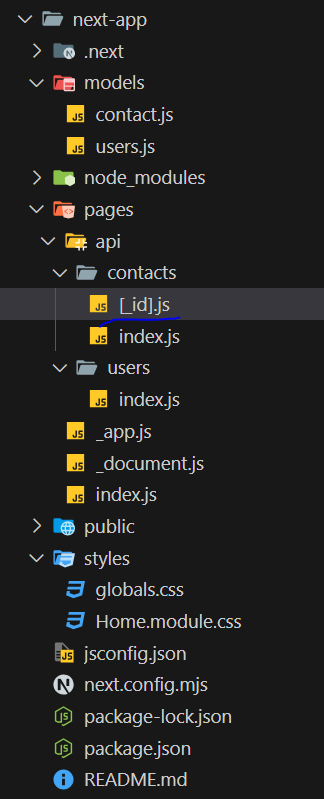 next-app
.next
models
contact.js
users.js
node_modules
pages
api
contacts
[_id].js
index.js
users
index.js
_app.js
_document.js
index.js
public
styles
globals.css
Home.module.css
jsconfig.json
next.config.mjs
package-lock.json
package.json
README.md